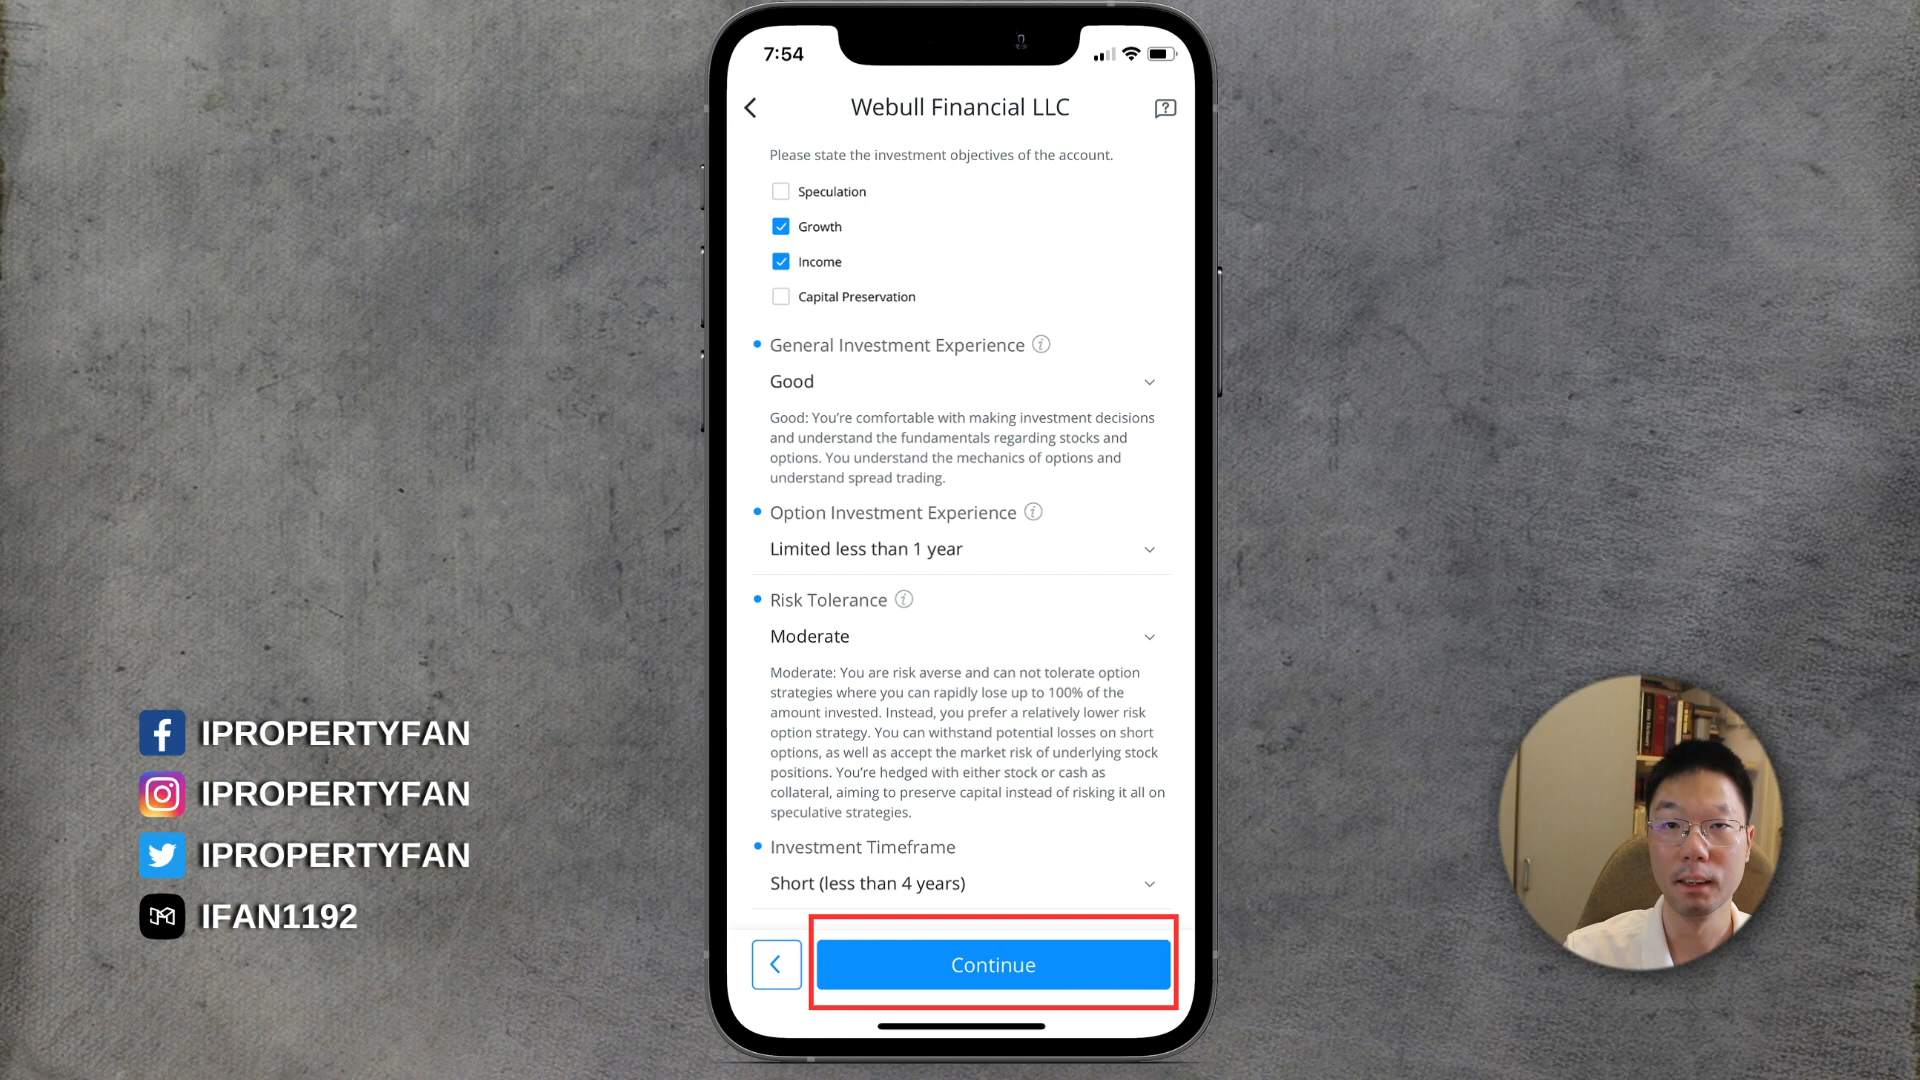 7:54
Webull Financial LLC
Please state the investment objectives of the account.
Speculation
Growth
Income
Capital Preservation
General Investment Experience
Good
Good: You're comfortable with making investment decisions
and understand the fundamentals regarding stocks and
options. You understand the mechanics of options and
understand spread trading.
Option Investment Experience
Limited less than 1 year
Risk Tolerance
Moderate
Moderate: You are risk averse and can not tolerate option
strategies where you can rapidly lose up to 100% of the
amount invested. Instead, you prefer a relatively lower risk
option strategy. You can withstand potential losses on short
options, as well as accept the market risk of underlying stock
positions. You're hedged with either stock or cash as
collateral, aiming to preserve capital instead of risking it all on
speculative strategies.
Investment Timeframe
Short (less than 4 years)
Continue
IPROPERTYFAN
IPROPERTYFAN
IPROPERTYFAN
IFAN1192